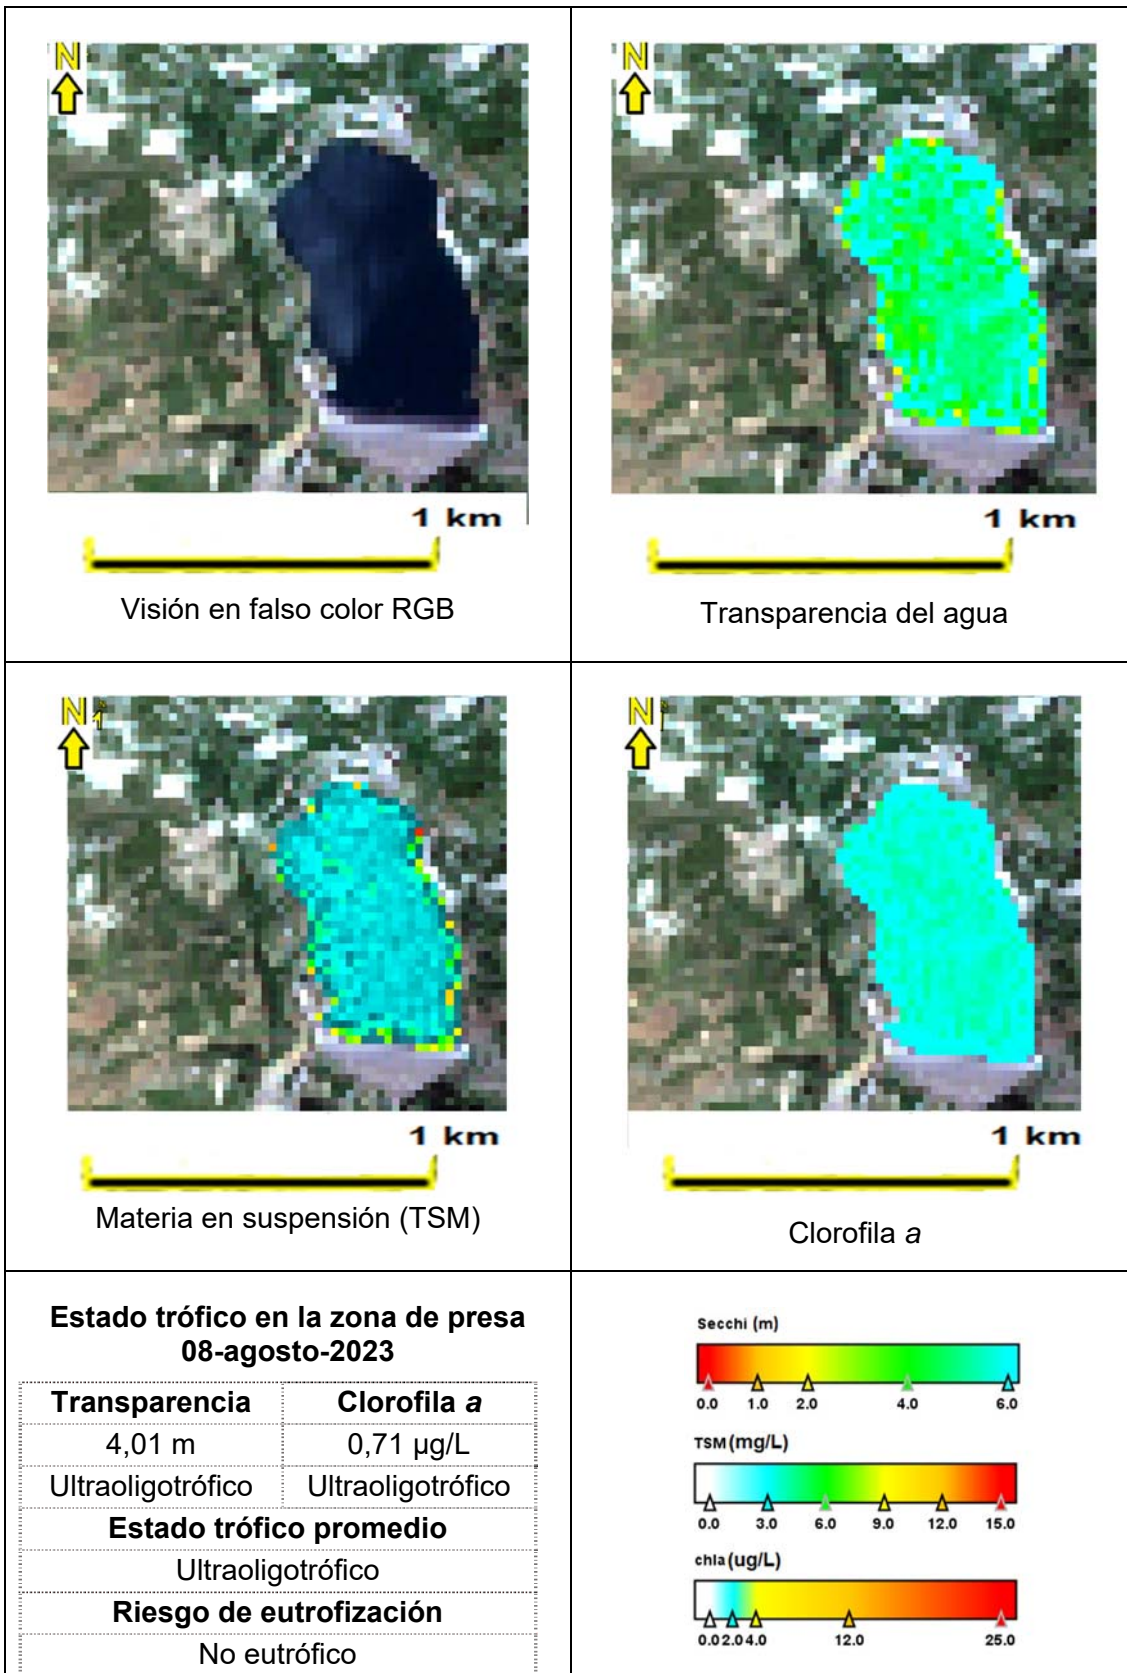 N
N
1 km
1 km
Visión en falso color RGB
Transparencia del agua
N
N
1 km
1 km
Materia en suspensión (TSM)
Clorofila a
Estado trófico en la zona de presa
08-agosto-2023
Transparencia Clorofila a
4,01 m 0,71 µg/L
Ultraoligotrófico Ultraoligotrófico
Estado trófico promedio
Ultraoligotrófico
Riesgo de eutrofización
No eutrófico
Secchi (m)
0.0 1.0 2.0 4.0 6.0
TSM (mg/L)
0.0 3.0 6.0 9.0 12.0 15.0
chla (ug/L)
0.0 2.0 4.0 12.0 25.0